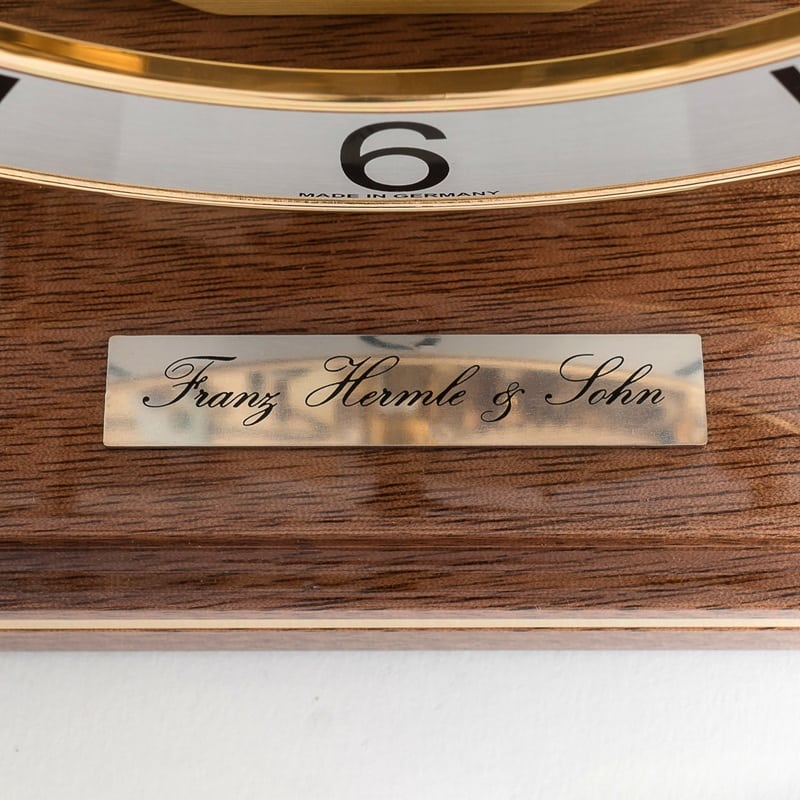 6
MADE IN GERMANY
Franz Hermle & Sohn